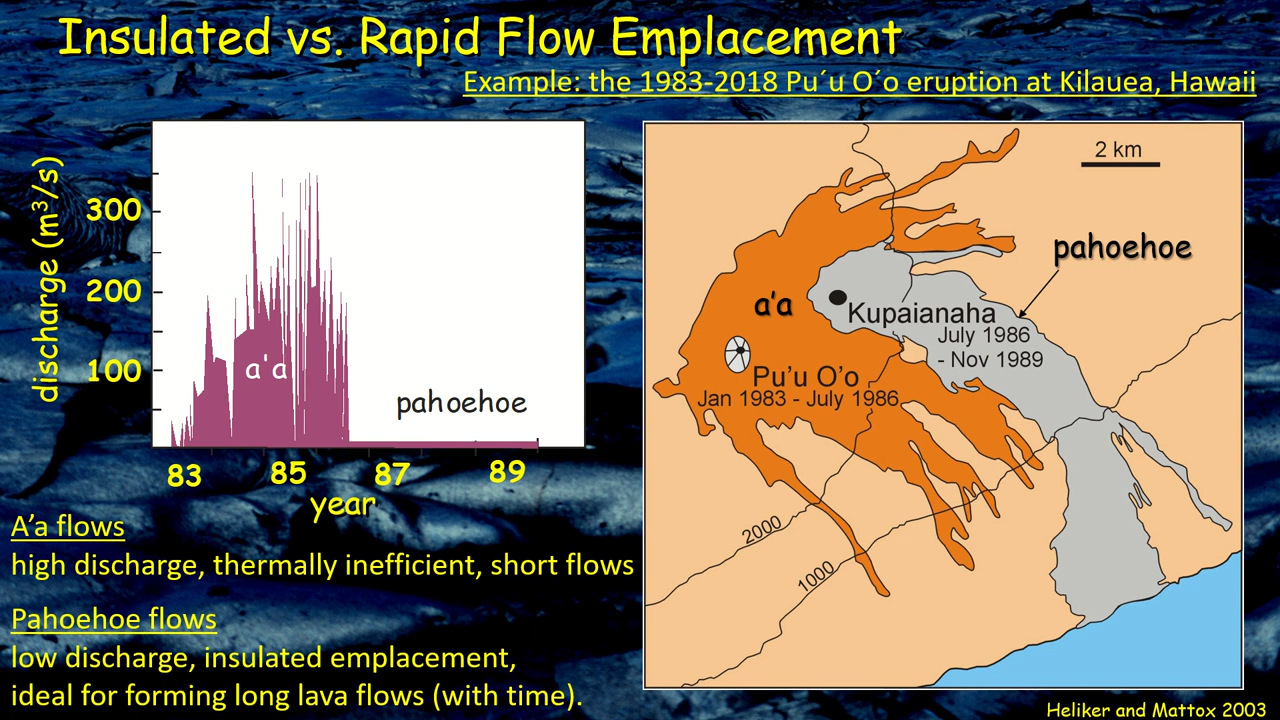 Insulated vs. Rapid Flow Emplacement
Example: the 1983-2018 Pu´u O´o eruption at Kilauea, Hawaii
discharge (m³/s)
300
200
100
a'a
pahoehoe
83 85 87 89
year
2 km
pahoehoe
a'a
Kupaianaha
July 1986
- Nov 1989
Pu'u O'o
Jan 1983 - July 1986
2000
1000
A'a flows
high discharge, thermally inefficient, short flows
Pahoehoe flows
low discharge, insulated emplacement,
ideal for forming long lava flows (with time).
Heliker and Mattox 2003